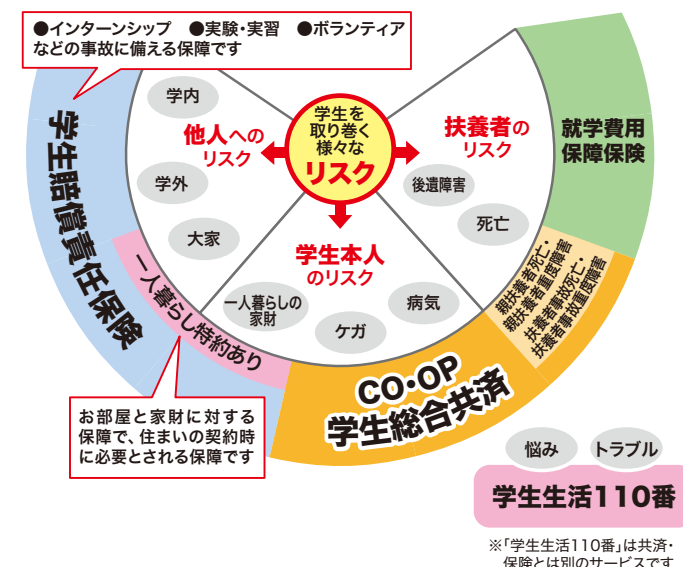 ●インターンシップ ●実験・実習 ●ボランティア
などの事故に備える保障です
学生を
取り巻く
様々な
リスク
他人への
リスク
学内
学外
大家
扶養者の
リスク
後遺障害
死亡
学生本人
のリスク
一人暮らしの
家財
ケガ
病気
学生賠償責任保険
一人暮らし特約あり
お部屋と家財に対する
保障で、住まいの契約時
に必要とされる保障です
CO・OP
学生総合共済
親扶養者死亡・
親扶養者重度障害
扶養者事故死亡・
扶養者事故重度障害
就学費用
保障保険
悩み
トラブル
学生生活110番
※「学生生活110番」は共済・
保険とは別のサービスです